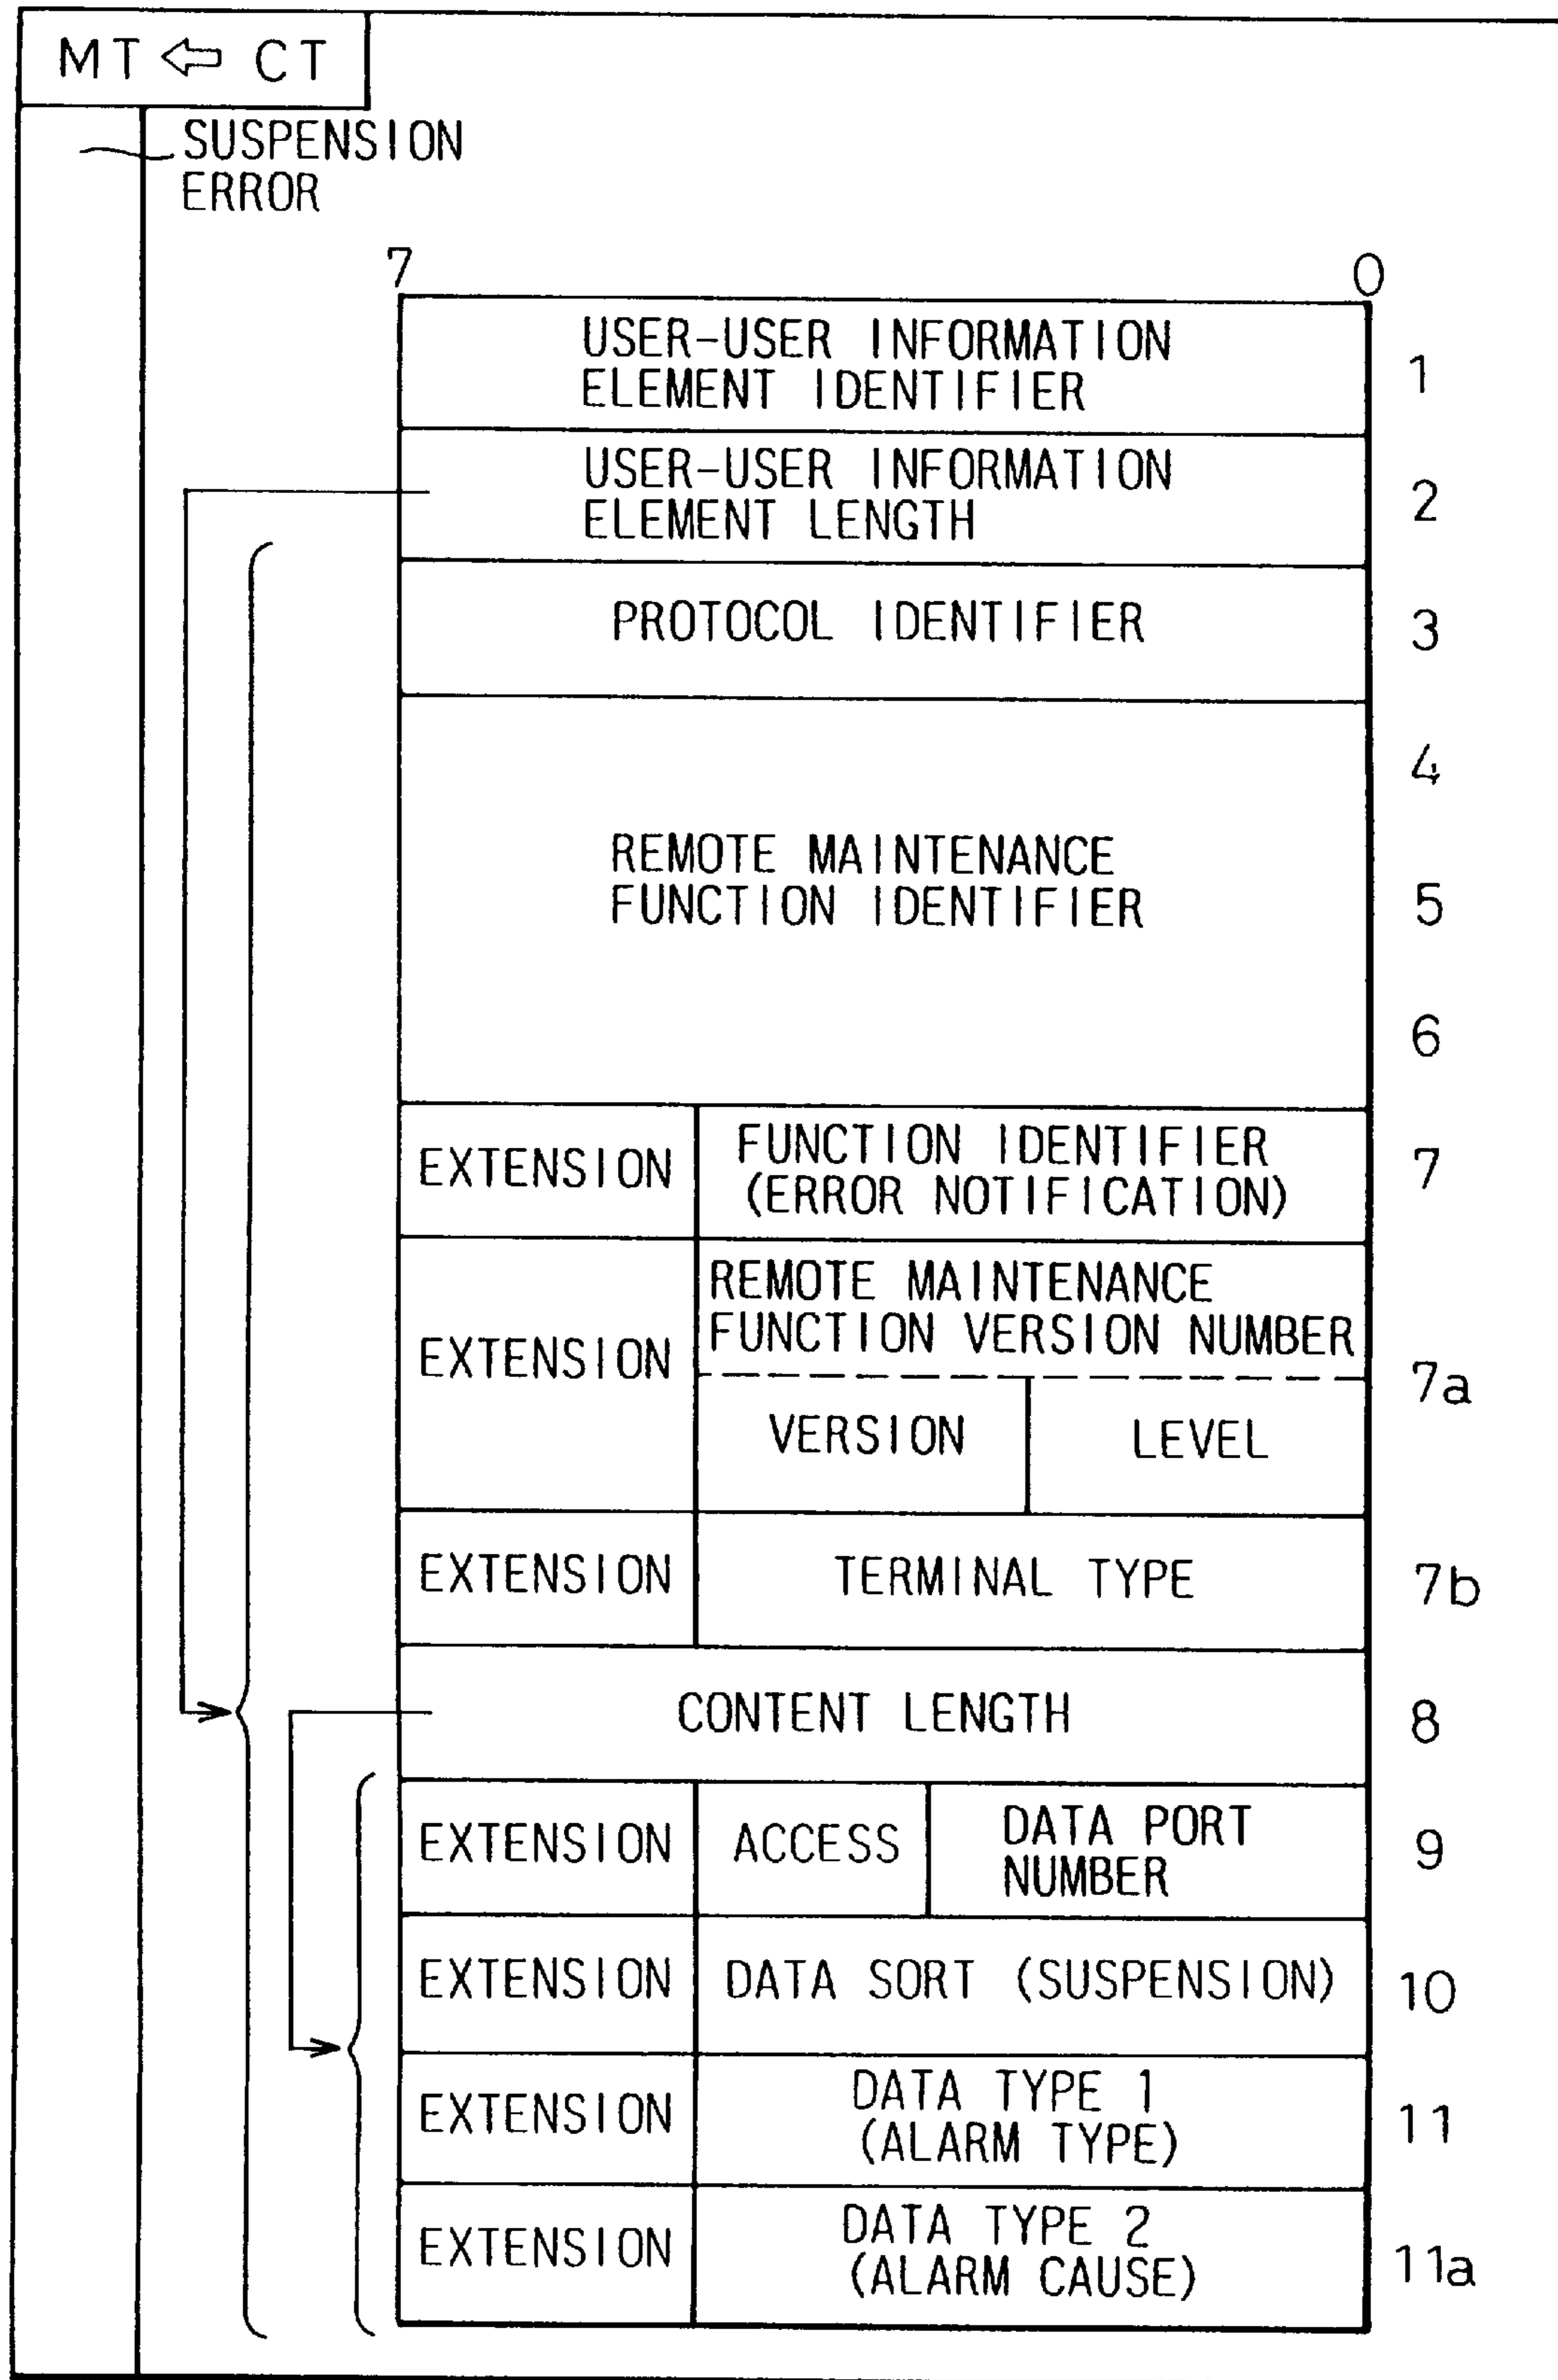 MT ⇦ CT
SUSPENSION
ERROR
7 0
USER-USER INFORMATION
ELEMENT IDENTIFIER
1
USER-USER INFORMATION
ELEMENT LENGTH
2
PROTOCOL IDENTIFIER
3
4
REMOTE MAINTENANCE
FUNCTION IDENTIFIER
5
6
EXTENSION
FUNCTION IDENTIFIER
(ERROR NOTIFICATION)
7
EXTENSION
REMOTE MAINTENANCE
FUNCTION VERSION NUMBER
VERSION LEVEL
7a
EXTENSION TERMINAL TYPE 7b
CONTENT LENGTH 8
EXTENSION ACCESS
DATA PORT
NUMBER
9
EXTENSION DATA SORT (SUSPENSION) 10
EXTENSION
DATA TYPE 1
(ALARM TYPE)
11
EXTENSION
DATA TYPE 2
(ALARM CAUSE)
11a